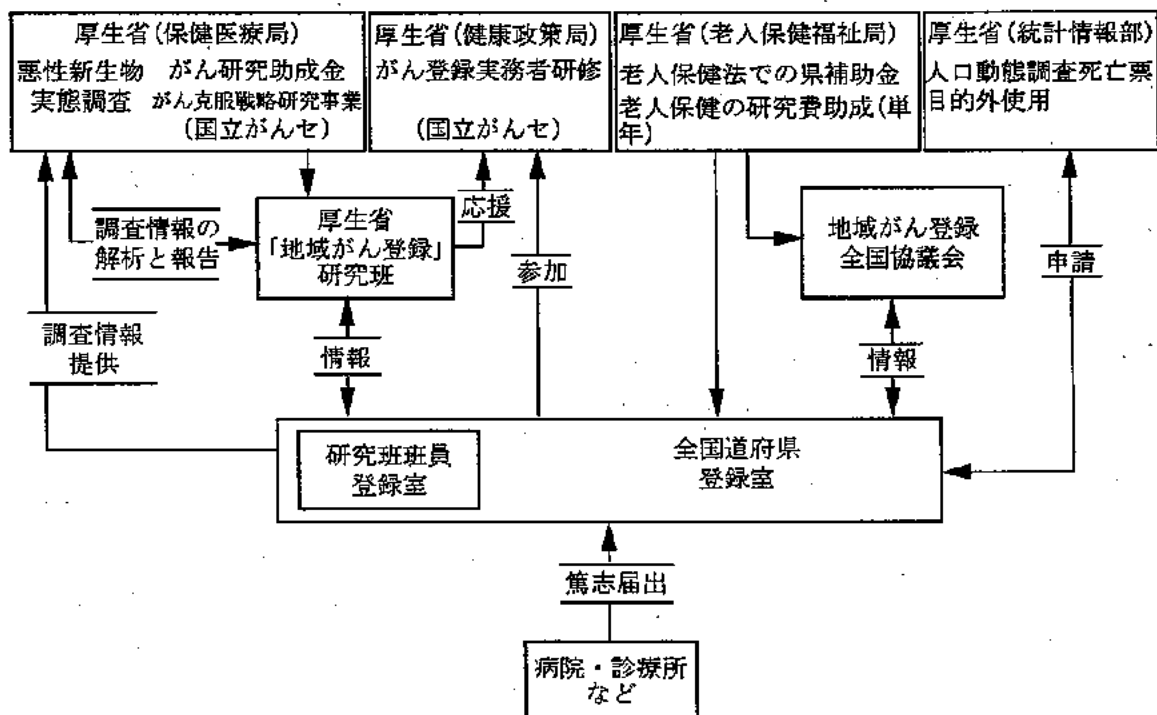 厚生省(保健医療局)
悪性新生物 がん研究助成金
実態調査 がん克服戦略研究事業
(国立がんセ)
厚生省(健康政策局)
がん登録実務者研修
(国立がんセ)
厚生省(老人保健福祉局)
老人保健法での県補助金
老人保健の研究費助成(単
年)
厚生省(統計情報部)
人口動態調査死亡票
目的外使用
調査情報の
解析と報告
厚生省
「地域がん登録」
研究班
応援
参加
地域がん登録
全国協議会
申請
調査情報
提供
情報
情報
研究班班員
登録室
全国道府県
登録室
篤志届出
病院・診療所
など